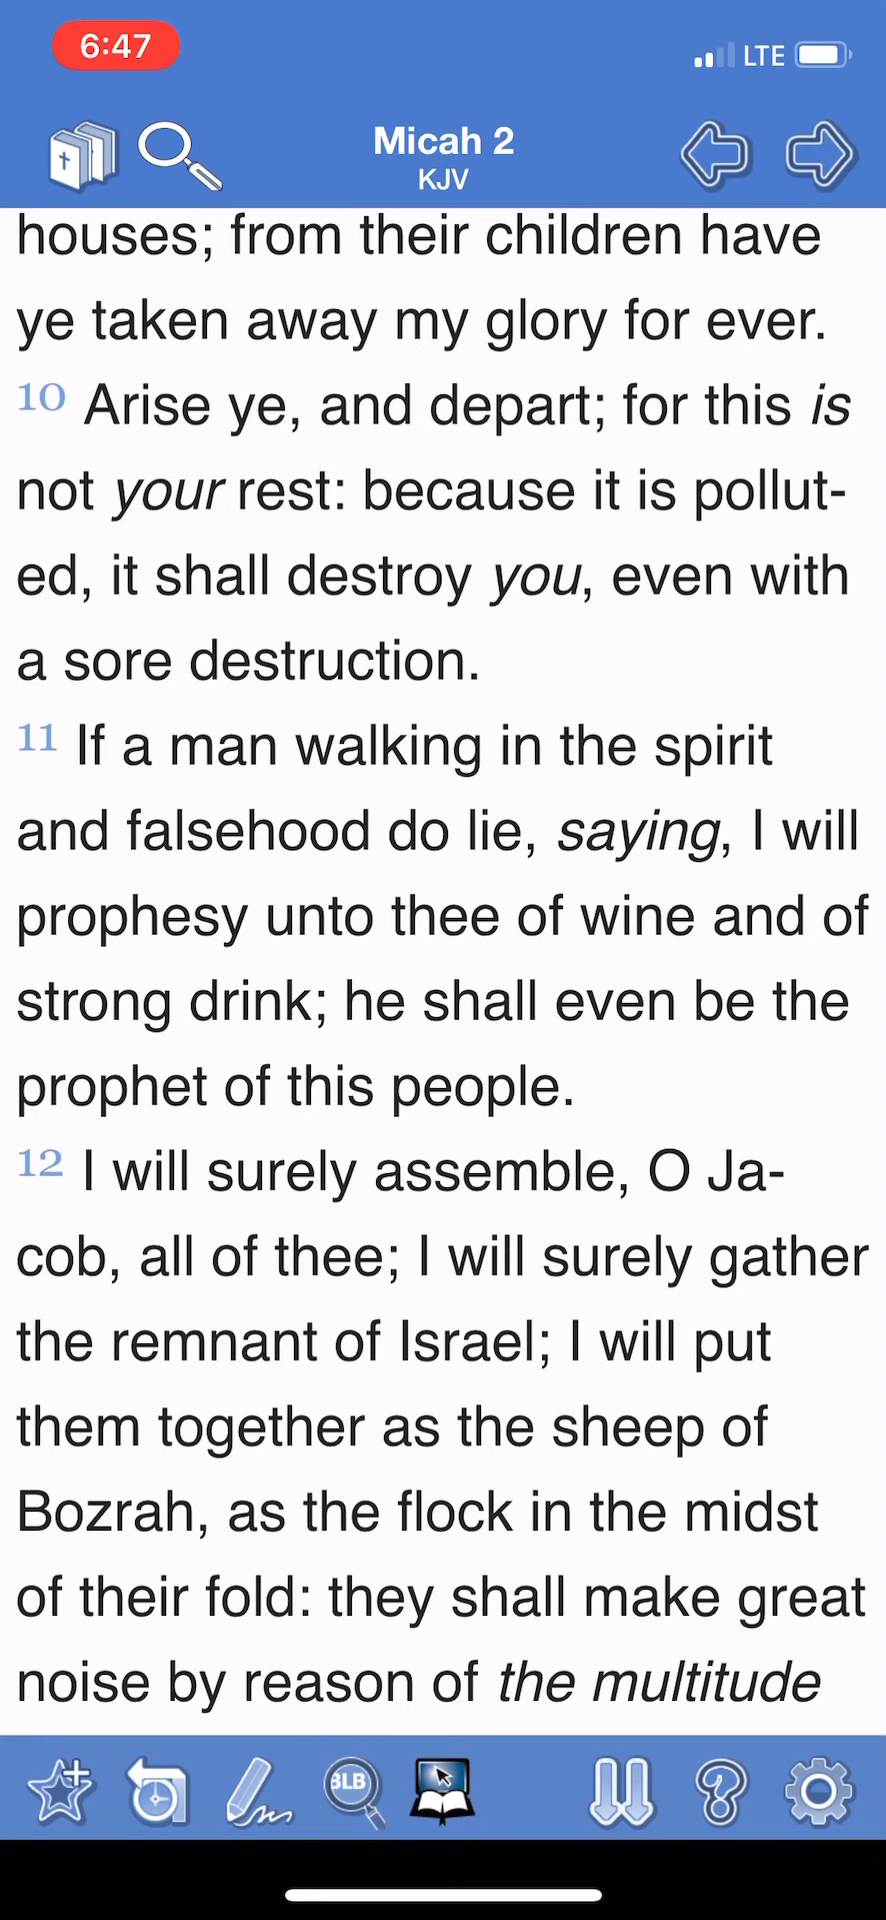 6:47
LTE
Micah 2
KJV
houses; from their children have
ye taken away my glory for ever.
10 Arise ye, and depart; for this is
not your rest: because it is pollut-
ed, it shall destroy you, even with
a sore destruction.
11 If a man walking in the spirit
and falsehood do lie, saying, I will
prophesy unto thee of wine and of
strong drink; he shall even be the
prophet of this people.
12 I will surely assemble, O Ja-
cob, all of thee; I will surely gather
the remnant of Israel; I will put
them together as the sheep of
Bozrah, as the flock in the midst
of their fold: they shall make great
noise by reason of the multitude
BLB